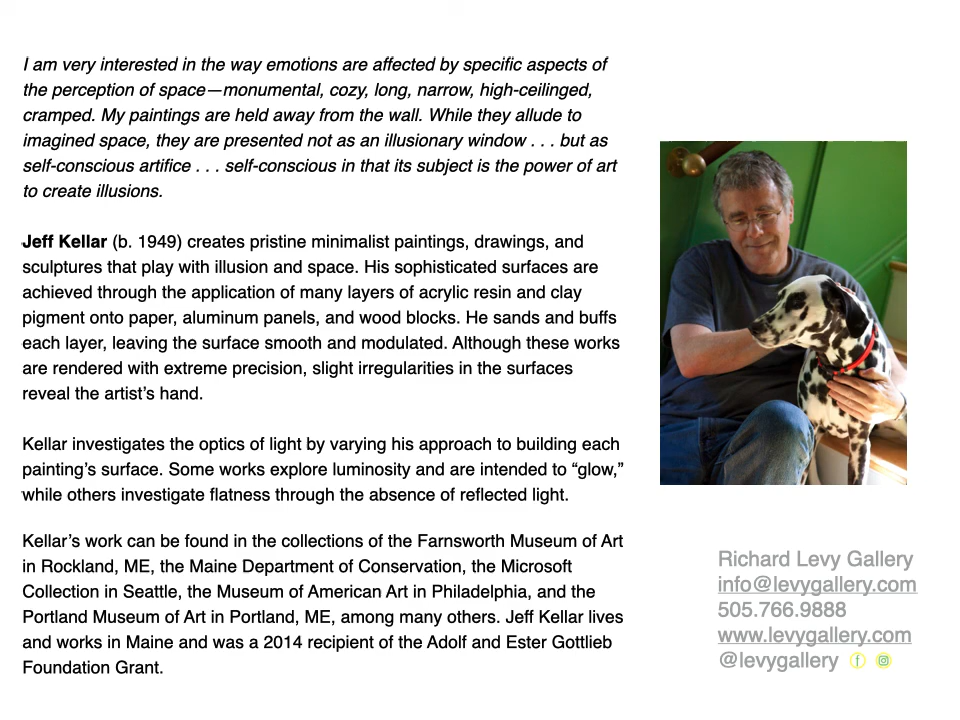 I am very interested in the way emotions are affected by specific aspects of
the perception of space—monumental, cozy, long, narrow, high-ceilinged,
cramped. My paintings are held away from the wall. While they allude to
imagined space, they are presented not as an illusionary window . . . but as
self-conscious artifice . . . self-conscious in that its subject is the power of art
to create illusions.
Jeff Kellar (b. 1949) creates pristine minimalist paintings, drawings, and
sculptures that play with illusion and space. His sophisticated surfaces are
achieved through the application of many layers of acrylic resin and clay
pigment onto paper, aluminum panels, and wood blocks. He sands and buffs
each layer, leaving the surface smooth and modulated. Although these works
are rendered with extreme precision, slight irregularities in the surfaces
reveal the artist’s hand.
Kellar investigates the optics of light by varying his approach to building each
painting’s surface. Some works explore luminosity and are intended to “glow,”
while others investigate flatness through the absence of reflected light.
Kellar’s work can be found in the collections of the Farnsworth Museum of Art
in Rockland, ME, the Maine Department of Conservation, the Microsoft
Collection in Seattle, the Museum of American Art in Philadelphia, and the
Portland Museum of Art in Portland, ME, among many others. Jeff Kellar lives
and works in Maine and was a 2014 recipient of the Adolf and Ester Gottlieb
Foundation Grant.
Richard Levy Gallery
info@levygallery.com
505.766.9888
www.levygallery.com
@levygallery